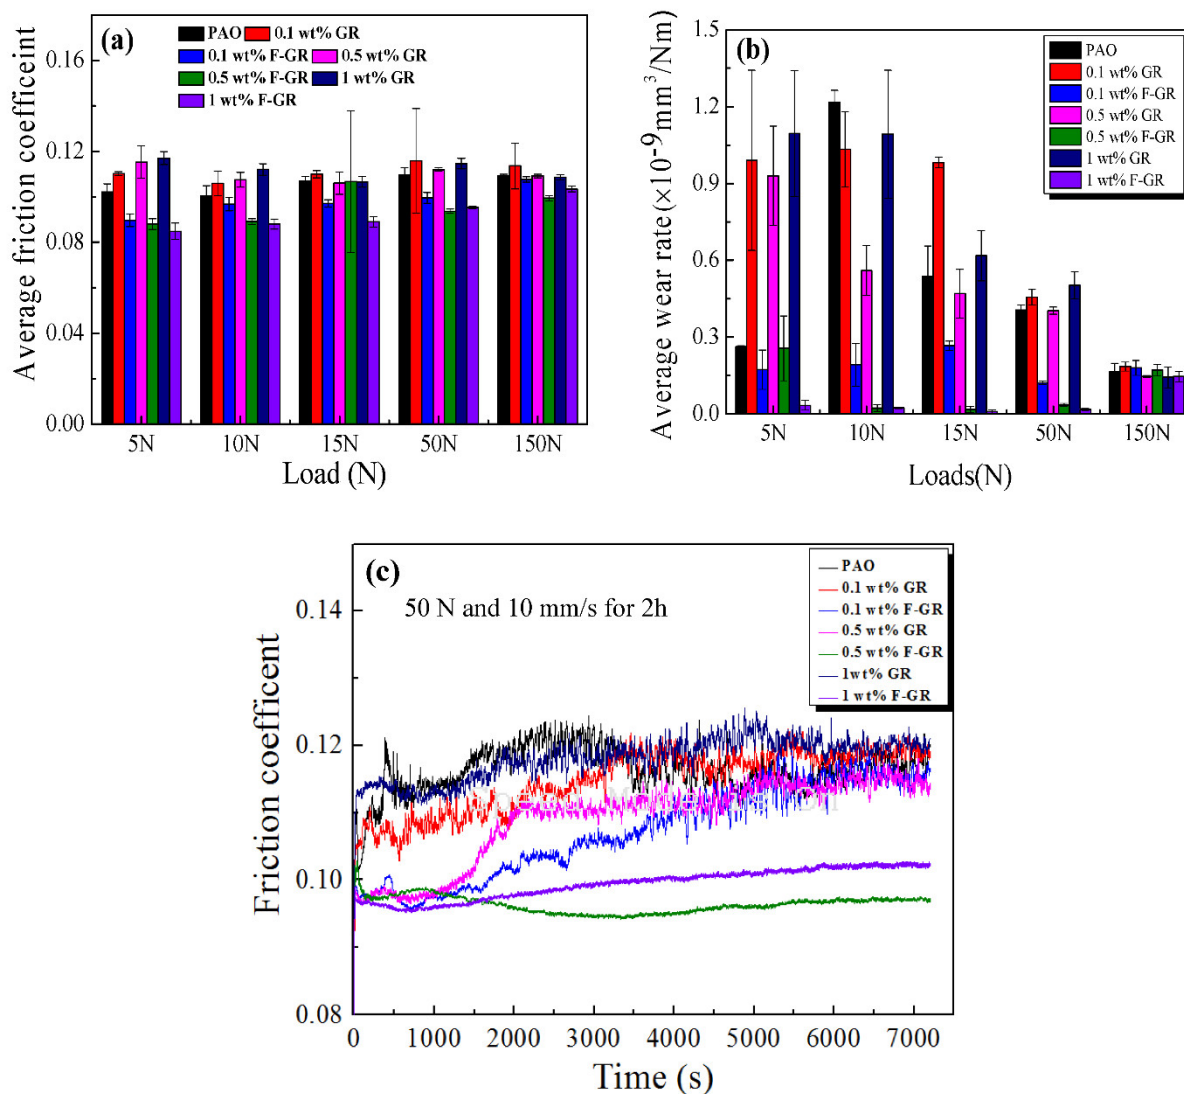 (a)
PAO 0.1 wt% GR
0.1 wt% F-GR 0.5 wt% GR
0.5 wt% F-GR 1 wt% GR
1 wt% F-GR
Average friction coefficeint
0.16
0.12
0.08
0.04
0.00
5N 10N 15N 50N 150N
Load (N)
(b)
PAO
0.1 wt% GR
0.1 wt% F-GR
0.5 wt% GR
0.5 wt% F-GR
1 wt% GR
1 wt% F-GR
Average wear rate (×10-9mm3/Nm)
1.5
1.2
0.9
0.6
0.3
0.0
5N 10N 15N 50N 150N
Loads(N)
(c)
50 N and 10 mm/s for 2h
PAO
0.1 wt% GR
0.1 wt% F-GR
0.5 wt% GR
0.5 wt% F-GR
1wt% GR
1 wt% F-GR
Friction coefficent
0.14
0.12
0.10
0.08
0 1000 2000 3000 4000 5000 6000 7000
Time (s)